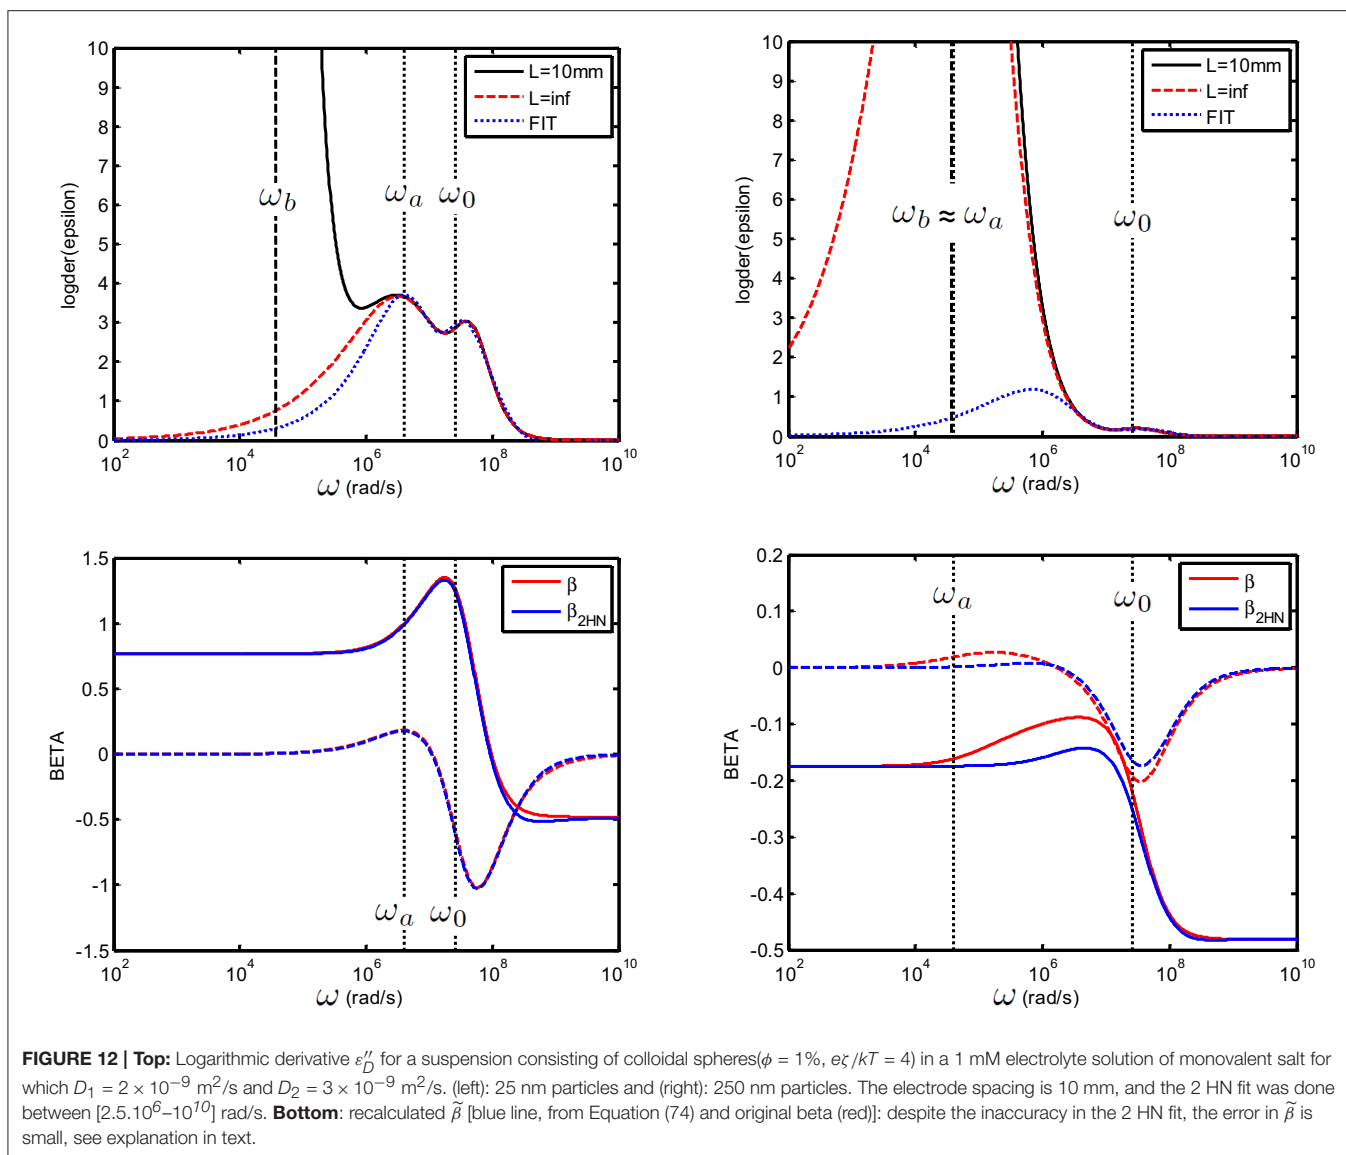 10
9
8
7
6
5
4
3
2
1
0
logder(epsilon)
L=10mm
L=inf
FIT
ω_b
ω_a
ω_0
10^2
10^4
10^6
10^8
10^10
ω (rad/s)
10
9
8
7
6
5
4
3
2
1
0
logder(epsilon)
L=10mm
L=inf
FIT
ω_b ≈ ω_a
ω_0
10^2
10^4
10^6
10^8
10^10
ω (rad/s)
1.5
1
0.5
0
-0.5
-1
-1.5
BETA
β
β_2HN
ω_a
ω_0
10^2
10^4
10^6
10^8
10^10
ω (rad/s)
0.2
0.1
0
-0.1
-0.2
-0.3
-0.4
-0.5
BETA
β
β_2HN
ω_a
ω_0
10^2
10^4
10^6
10^8
10^10
ω (rad/s)
FIGURE 12 | Top: Logarithmic derivative ε″_D for a suspension consisting of colloidal spheres(ϕ = 1%, eζ/kT = 4) in a 1 mM electrolyte solution of monovalent salt for
which D₁ = 2 × 10⁻⁹ m²/s and D₂ = 3 × 10⁻⁹ m²/s. (left): 25 nm particles and (right): 250 nm particles. The electrode spacing is 10 mm, and the 2 HN fit was done
between [2.5.10⁶–10¹⁰] rad/s. Bottom: recalculated β̃ [blue line, from Equation (74) and original beta (red)]: despite the inaccuracy in the 2 HN fit, the error in β̃ is
small, see explanation in text.